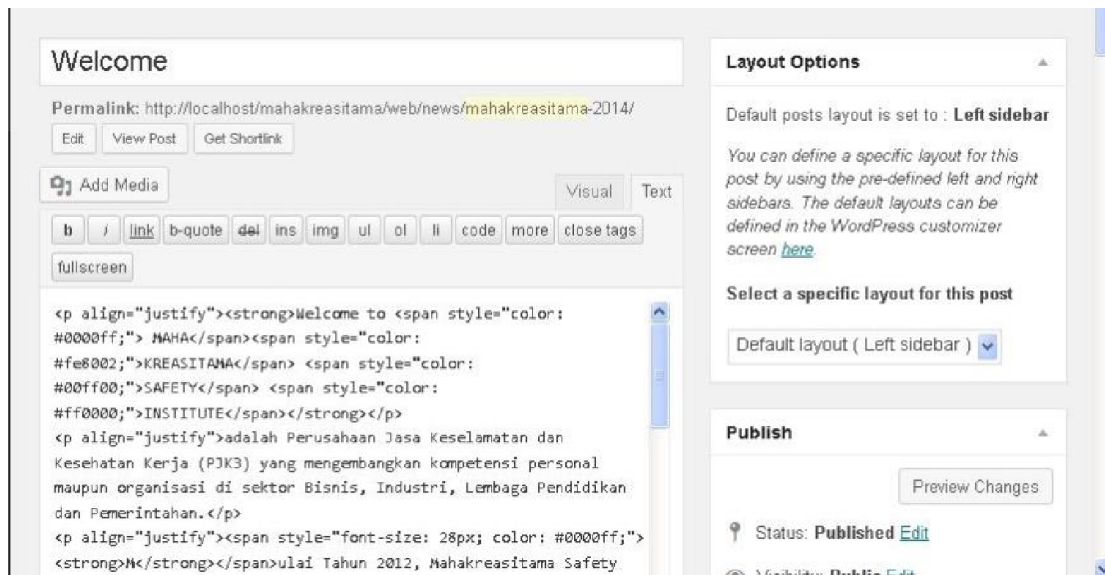 Welcome
Permalink: http://localhost/mahakreasitama/web/news/mahakreasitama-2014/
Edit View Post Get Shortlink
Add Media
Visual Text
b i link b-quote del ins img ul ol li code more close tags
fullscreen
<p align="justify"><strong>Welcome to <span style="color:
#0000ff;"> MAHA</span><span style="color:
#fe8002;">KREASITAMA</span> <span style="color:
#00ff00;">SAFETY</span> <span style="color:
#ff0000;">INSTITUTE</span></strong></p>
<p align="justify">adalah Perusahaan Jasa Keselamatan dan
Kesehatan Kerja (PJK3) yang mengembangkan kompetensi personal
maupun organisasi di sektor Bisnis, Industri, Lembaga Pendidikan
dan Pemerintahan.</p>
<p align="justify"><span style="font-size: 28px; color: #0000ff;">
<strong>M</strong></span>ulai Tahun 2012, Mahakreasitama Safety
Layout Options
Default posts layout is set to : Left sidebar
You can define a specific layout for this
post by using the pre-defined left and right
sidebars. The default layouts can be
defined in the WordPress customizer
screen here.
Select a specific layout for this post
Default layout ( Left sidebar )
Publish
Preview Changes
Status: Published Edit
Visibility: Public Edit